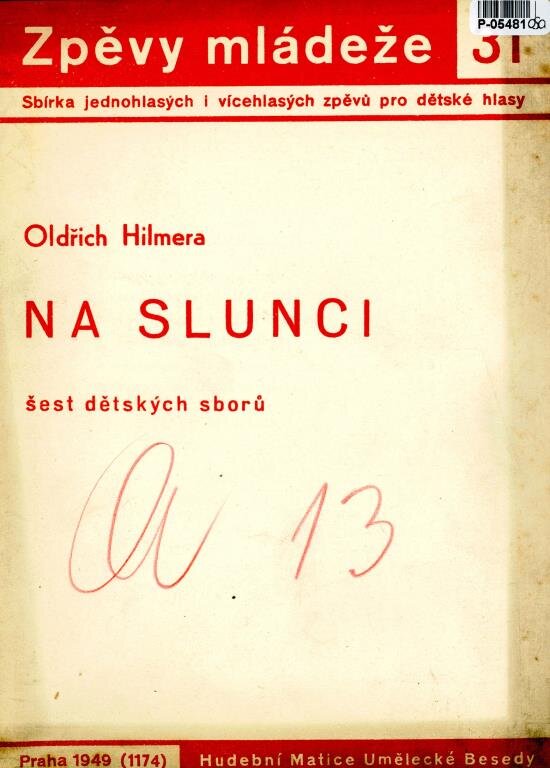 P-05481
Zpěvy mládeže 31
Sbírka jednohlasých i vícehlasých zpěvů pro dětské hlasy
Oldřich Hilmera
NA SLUNCI
šest dětských sborů
13
Praha 1949 (1174) Hudební Matice Umělecké Besedy